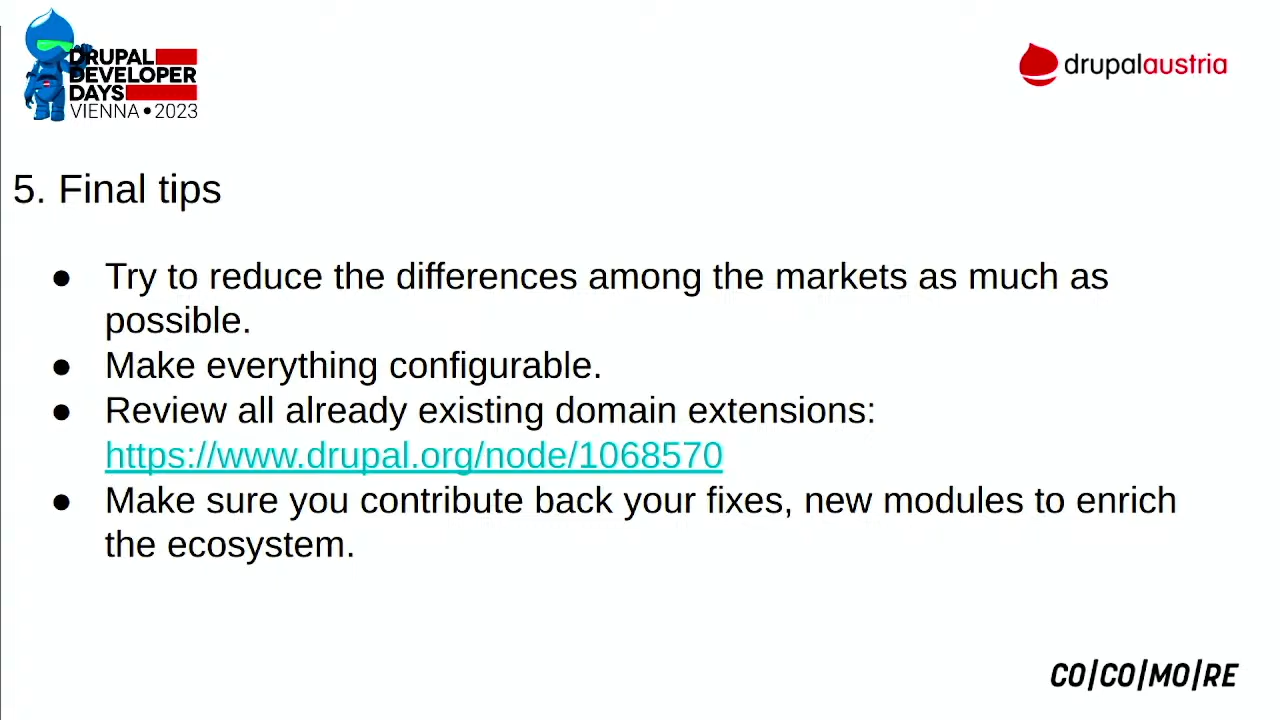 DRUPAL
DEVELOPER
DAYS
VIENNA • 2023
drupalaustria
5. Final tips
● Try to reduce the differences among the markets as much as
possible.
● Make everything configurable.
● Review all already existing domain extensions:
https://www.drupal.org/node/1068570
● Make sure you contribute back your fixes, new modules to enrich
the ecosystem.
CO|CO|MO|RE